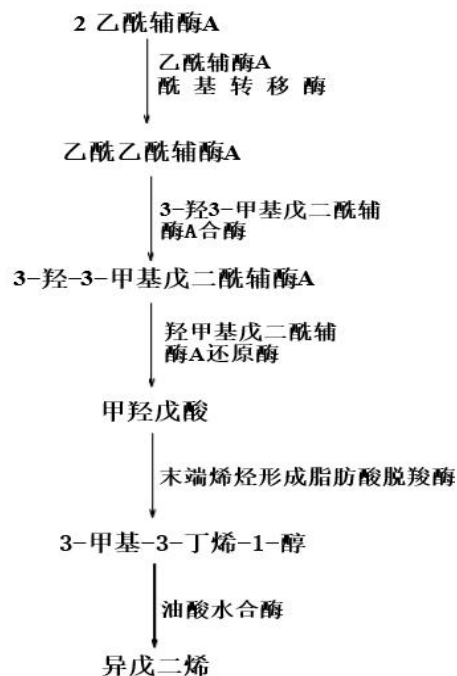 2 乙酰辅酶A
乙酰辅酶A
酰基转移酶
乙酰乙酰辅酶A
3-羟3-甲基戊二酰辅
酶A合酶
3-羟-3-甲基戊二酰辅酶A
羟甲基戊二酰辅
酶A还原酶
甲羟戊酸
末端烯烃形成脂肪酸脱羧酶
3-甲基-3-丁烯-1-醇
油酸水合酶
异戊二烯